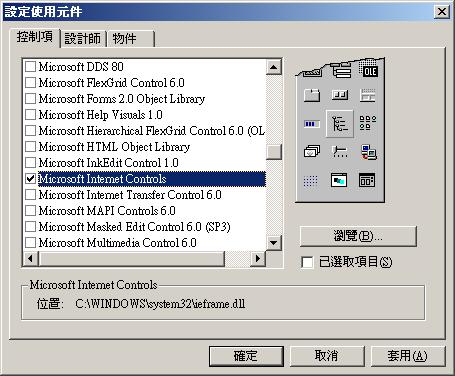 設定使用元件
控制項 設計師 物件
Microsoft DDS 80
Microsoft FlexGrid Control 6.0
Microsoft Forms 2.0 Object Library
Microsoft Help Visuals 1.0
Microsoft Hierarchical FlexGrid Control 6.0 (OL
Microsoft HTML Object Library
Microsoft InkEdit Control 1.0
Microsoft Internet Controls
Microsoft Internet Transfer Control 6.0
Microsoft MAPI Controls 6.0
Microsoft Masked Edit Control 6.0 (SP3)
Microsoft Multimedia Control 6.0
OLE
瀏覽(B)...
已選取項目(S)
Microsoft Internet Controls
位置: C:\WINDOWS\system32\ieframe.dll
確定 取消 套用(A)